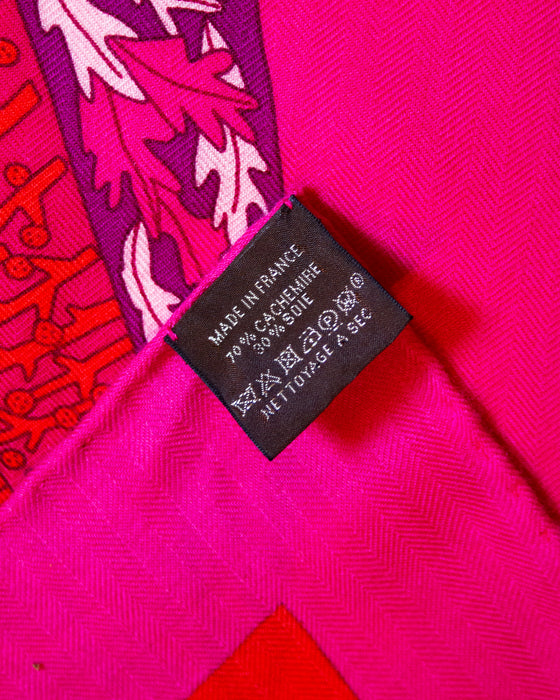 MADE IN FRANCE
70 % CACHEMIRE
30 % SOIE
NETTOYAGE A SEC